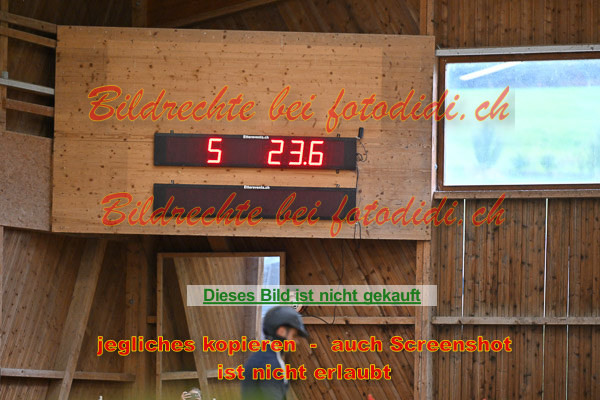 Bildrechte bei fotodidi.ch
5 23.6
Bildrechte bei fotodidi.ch
Dieses Bild ist nicht gekauft
jegliches kopieren - auch Screenshot
ist nicht erlaubt